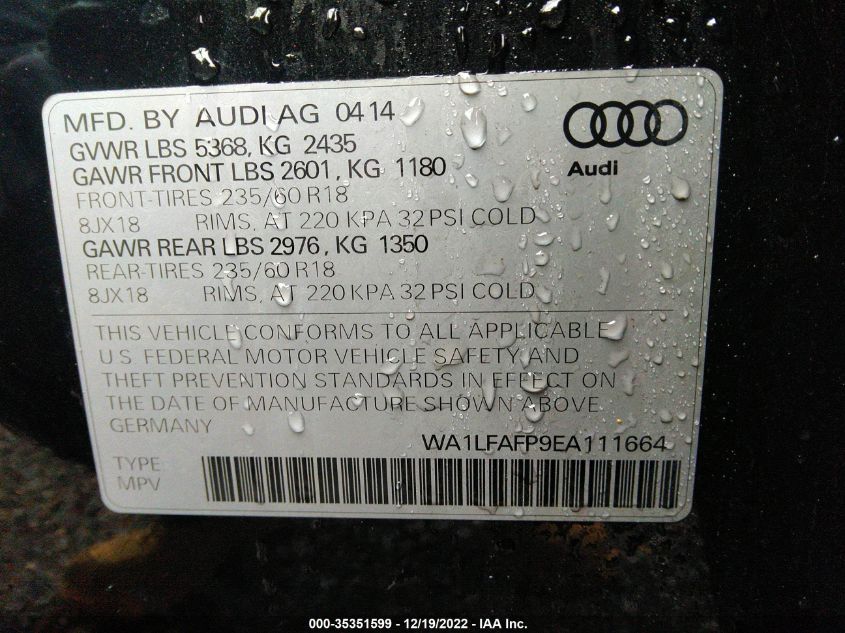 MFD. BY AUDI AG 0414
GVWR LBS 5368, KG 2435
GAWR FRONT LBS 2601, KG 1180
FRONT-TIRES 235/60 R18
8JX18 RIMS, AT 220 KPA 32 PSI COLD
GAWR REAR LBS 2976, KG 1350
REAR-TIRES 235/60 R18
8JX18 RIMS, AT 220 KPA 32 PSI COLD
Audi
THIS VEHICLE CONFORMS TO ALL APPLICABLE
U.S. FEDERAL MOTOR VEHICLE SAFETY AND
THEFT PREVENTION STANDARDS IN EFFECT ON
THE DATE OF MANUFACTURE SHOWN ABOVE.
GERMANY
WA1LFAFP9EA111664
TYPE:
MPV
000-35351599 - 12/19/2022 - IAA Inc.